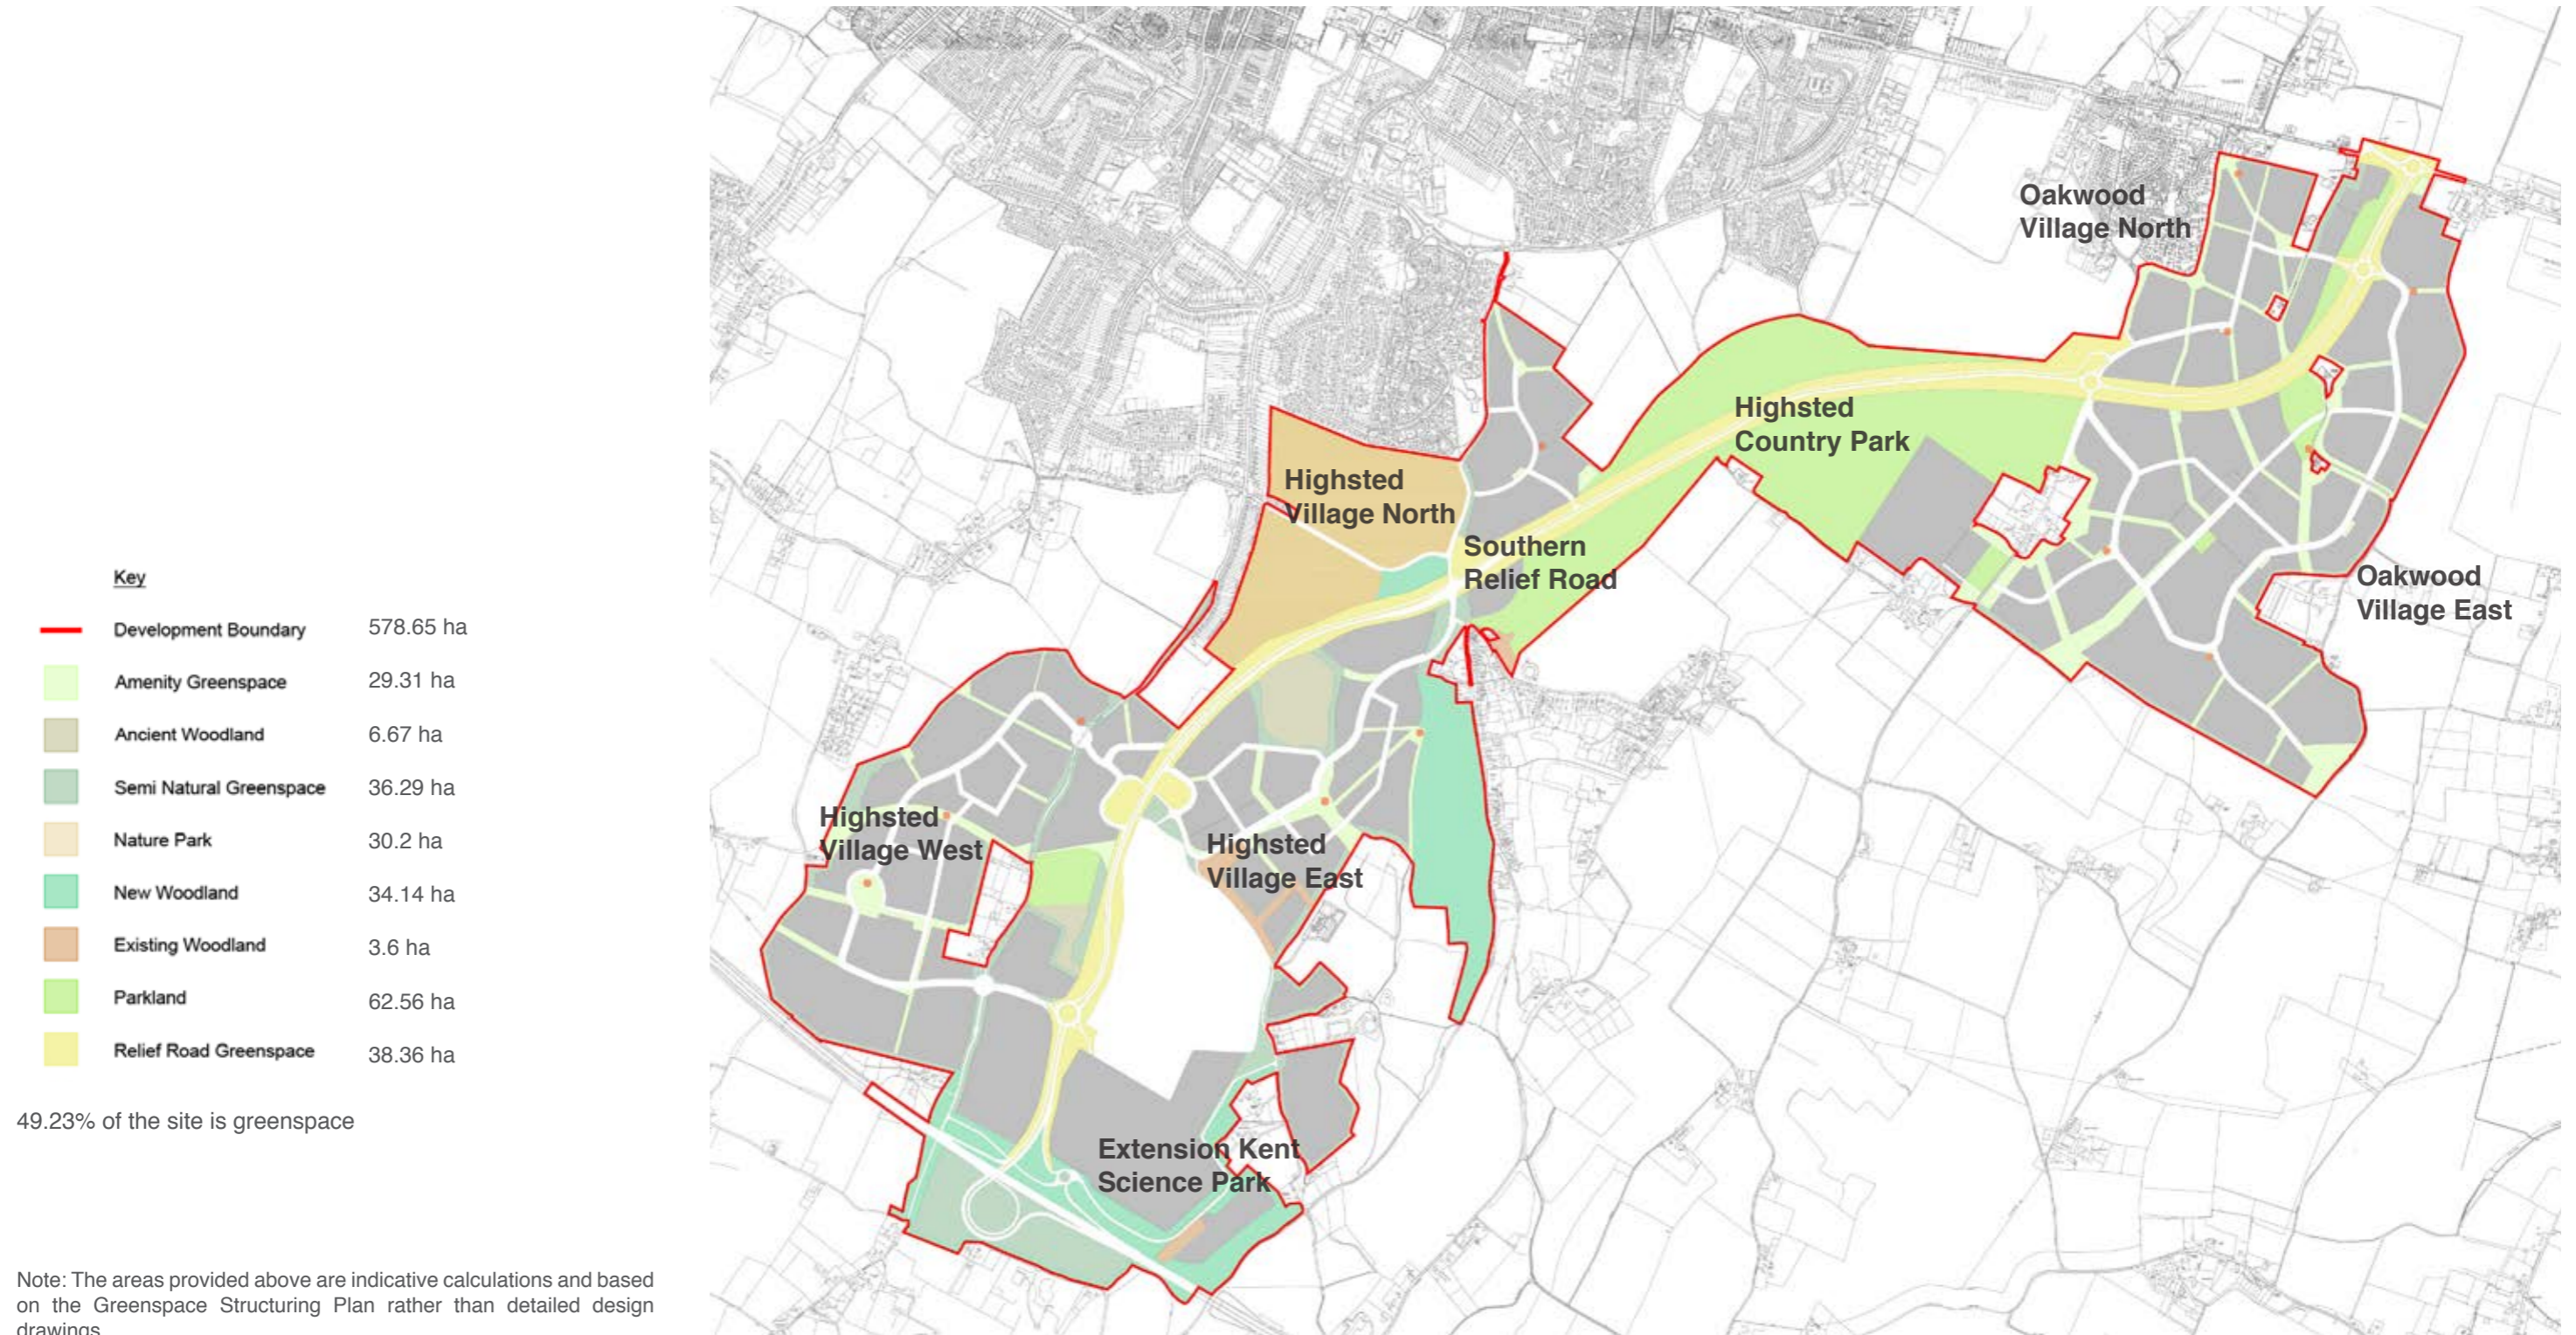 Key
Development Boundary 578.65 ha
Amenity Greenspace 29.31 ha
Ancient Woodland 6.67 ha
Semi Natural Greenspace 36.29 ha
Nature Park 30.2 ha
New Woodland 34.14 ha
Existing Woodland 3.6 ha
Parkland 62.56 ha
Relief Road Greenspace 38.36 ha
49.23% of the site is greenspace
Note: The areas provided above are indicative calculations and based
on the Greenspace Structuring Plan rather than detailed design
drawings
Oakwood
Village North
Highsted
Country Park
Highsted
Village North
Southern
Relief Road
Oakwood
Village East
Highsted
Village West
Highsted
Village East
Extension Kent
Science Park